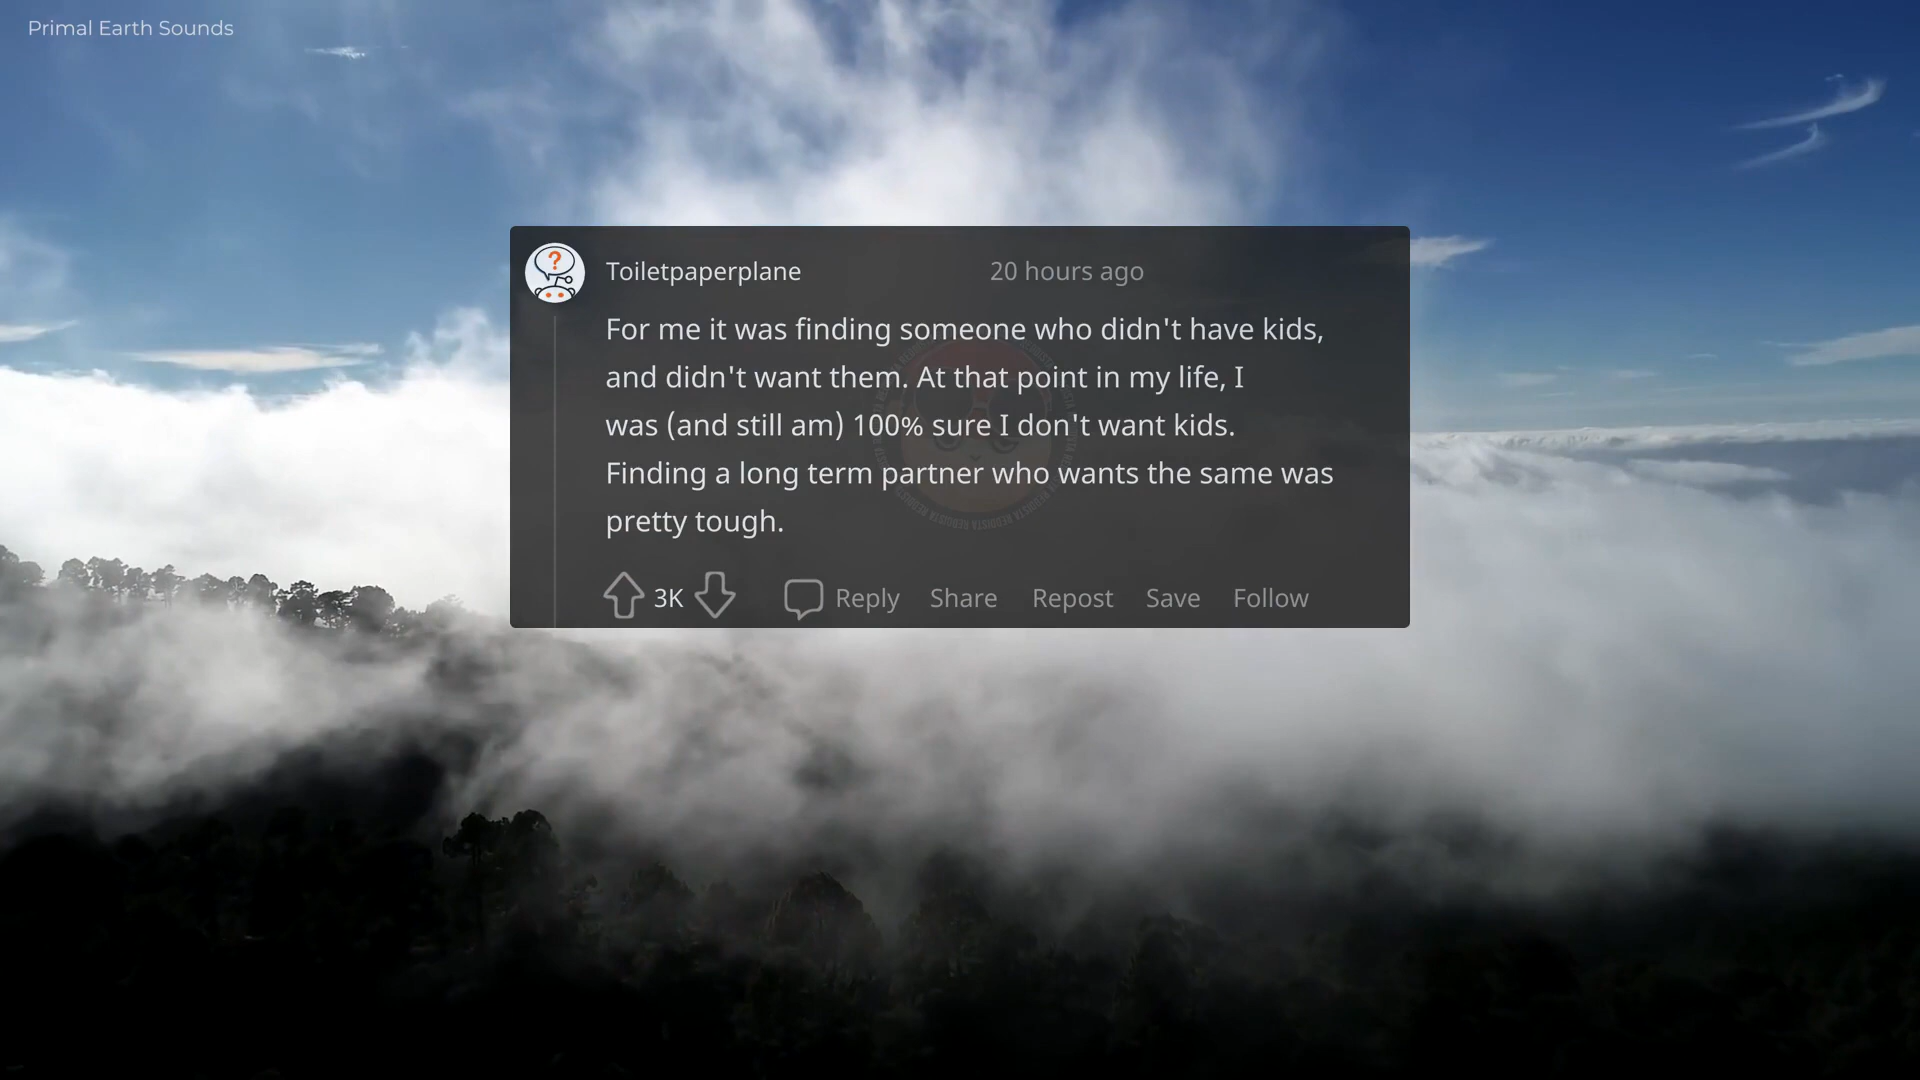 Primal Earth Sounds
Toiletpaperplane 20 hours ago
For me it was finding someone who didn't have kids,
and didn't want them. At that point in my life, I
was (and still am) 100% sure I don't want kids.
Finding a long term partner who wants the same was
pretty tough.
3K Reply Share Repost Save Follow